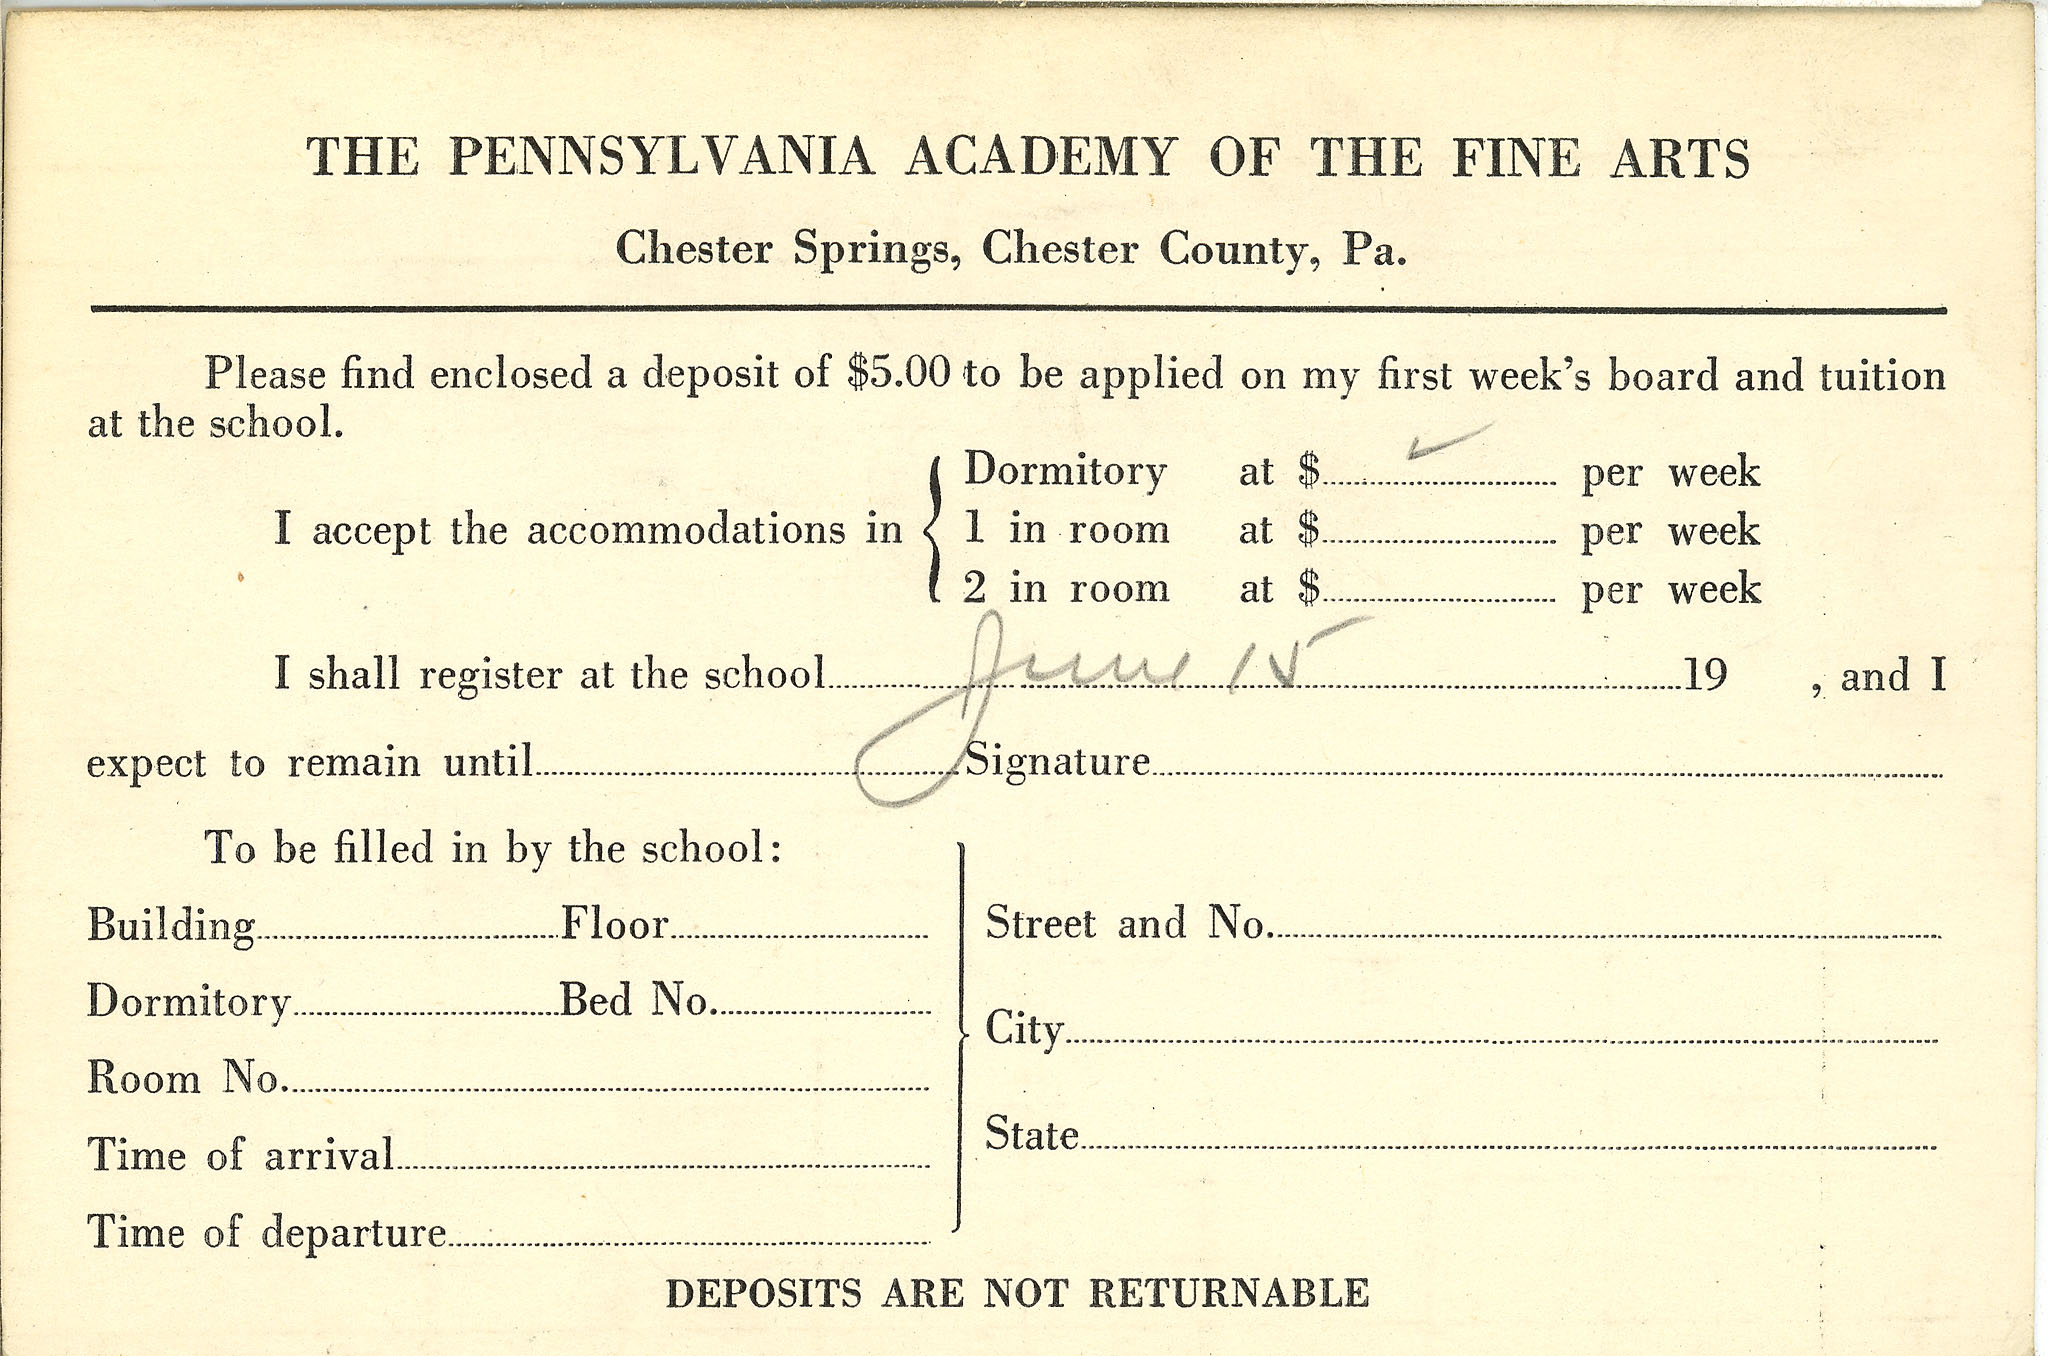 THE PENNSYLVANIA ACADEMY OF THE FINE ARTS
Chester Springs, Chester County, Pa.
Please find enclosed a deposit of $5.00 to be applied on my first week's board and tuition
at the school.
Dormitory at $ ✓ per week
I accept the accommodations in { 1 in room at $ per week
2 in room at $ per week
I shall register at the school June 15 19 , and I
expect to remain until Signature
To be filled in by the school:
Building Floor
Street and No.
Dormitory Bed No.
City
Room No.
State
Time of arrival
Time of departure
DEPOSITS ARE NOT RETURNABLE